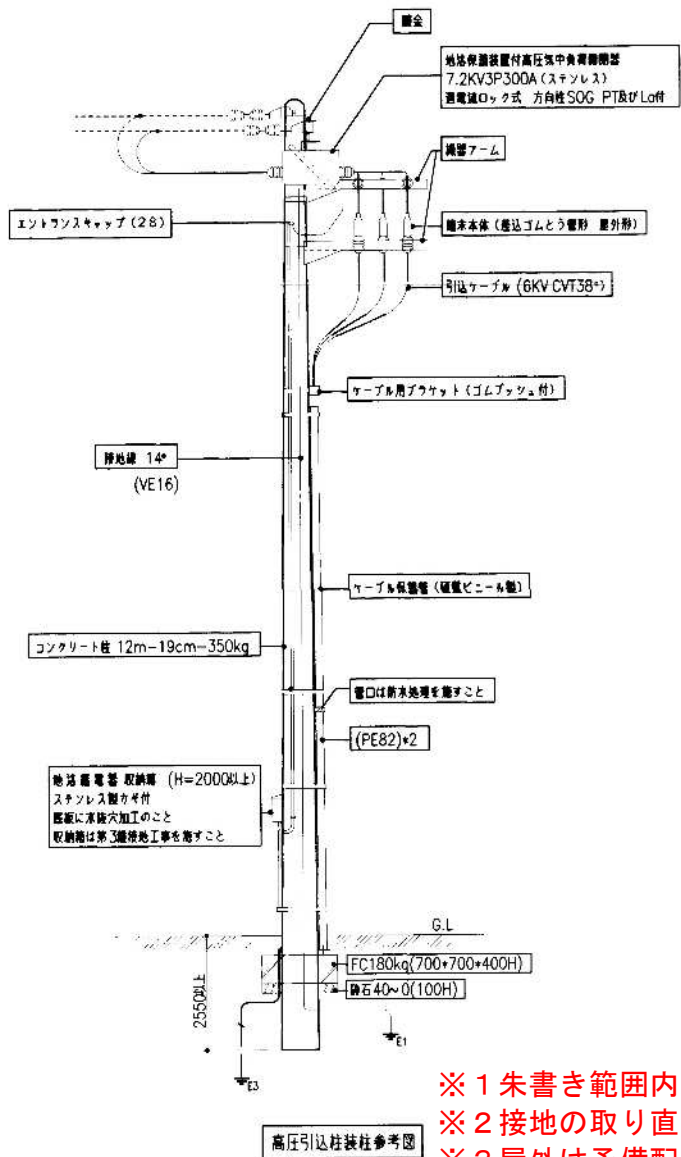 腕金
地絡保護装置付高圧気中負荷開閉器
7.2KV3P300A(ステンレス)
過電流ロック式 方向性SOG PT及びLa付
機器アーム
エントランスキャップ(28)
端末本体(差込ゴムとう管形 屋外形)
引込ケーブル(6KV CVT38°)
ケーブル用ブラケット(ゴムブッシュ付)
接地線 14°
(VE16)
ケーブル保護管(硬質ビニール製)
コンクリート柱 12m-19cm-350kg
管口は防水処理を施すこと
(PE82)*2
地絡継電器 収納箱 (H=2000以上)
ステンレス製カギ付
底板に水抜穴加工のこと
収納箱は第3種接地工事を施すこと
G.L
FC180kg(700*700*400H)
砕石40~0(100H)
2550以上
E1
E3
※1朱書き範囲内
※2接地の取り直
高圧引込柱装柱参考図